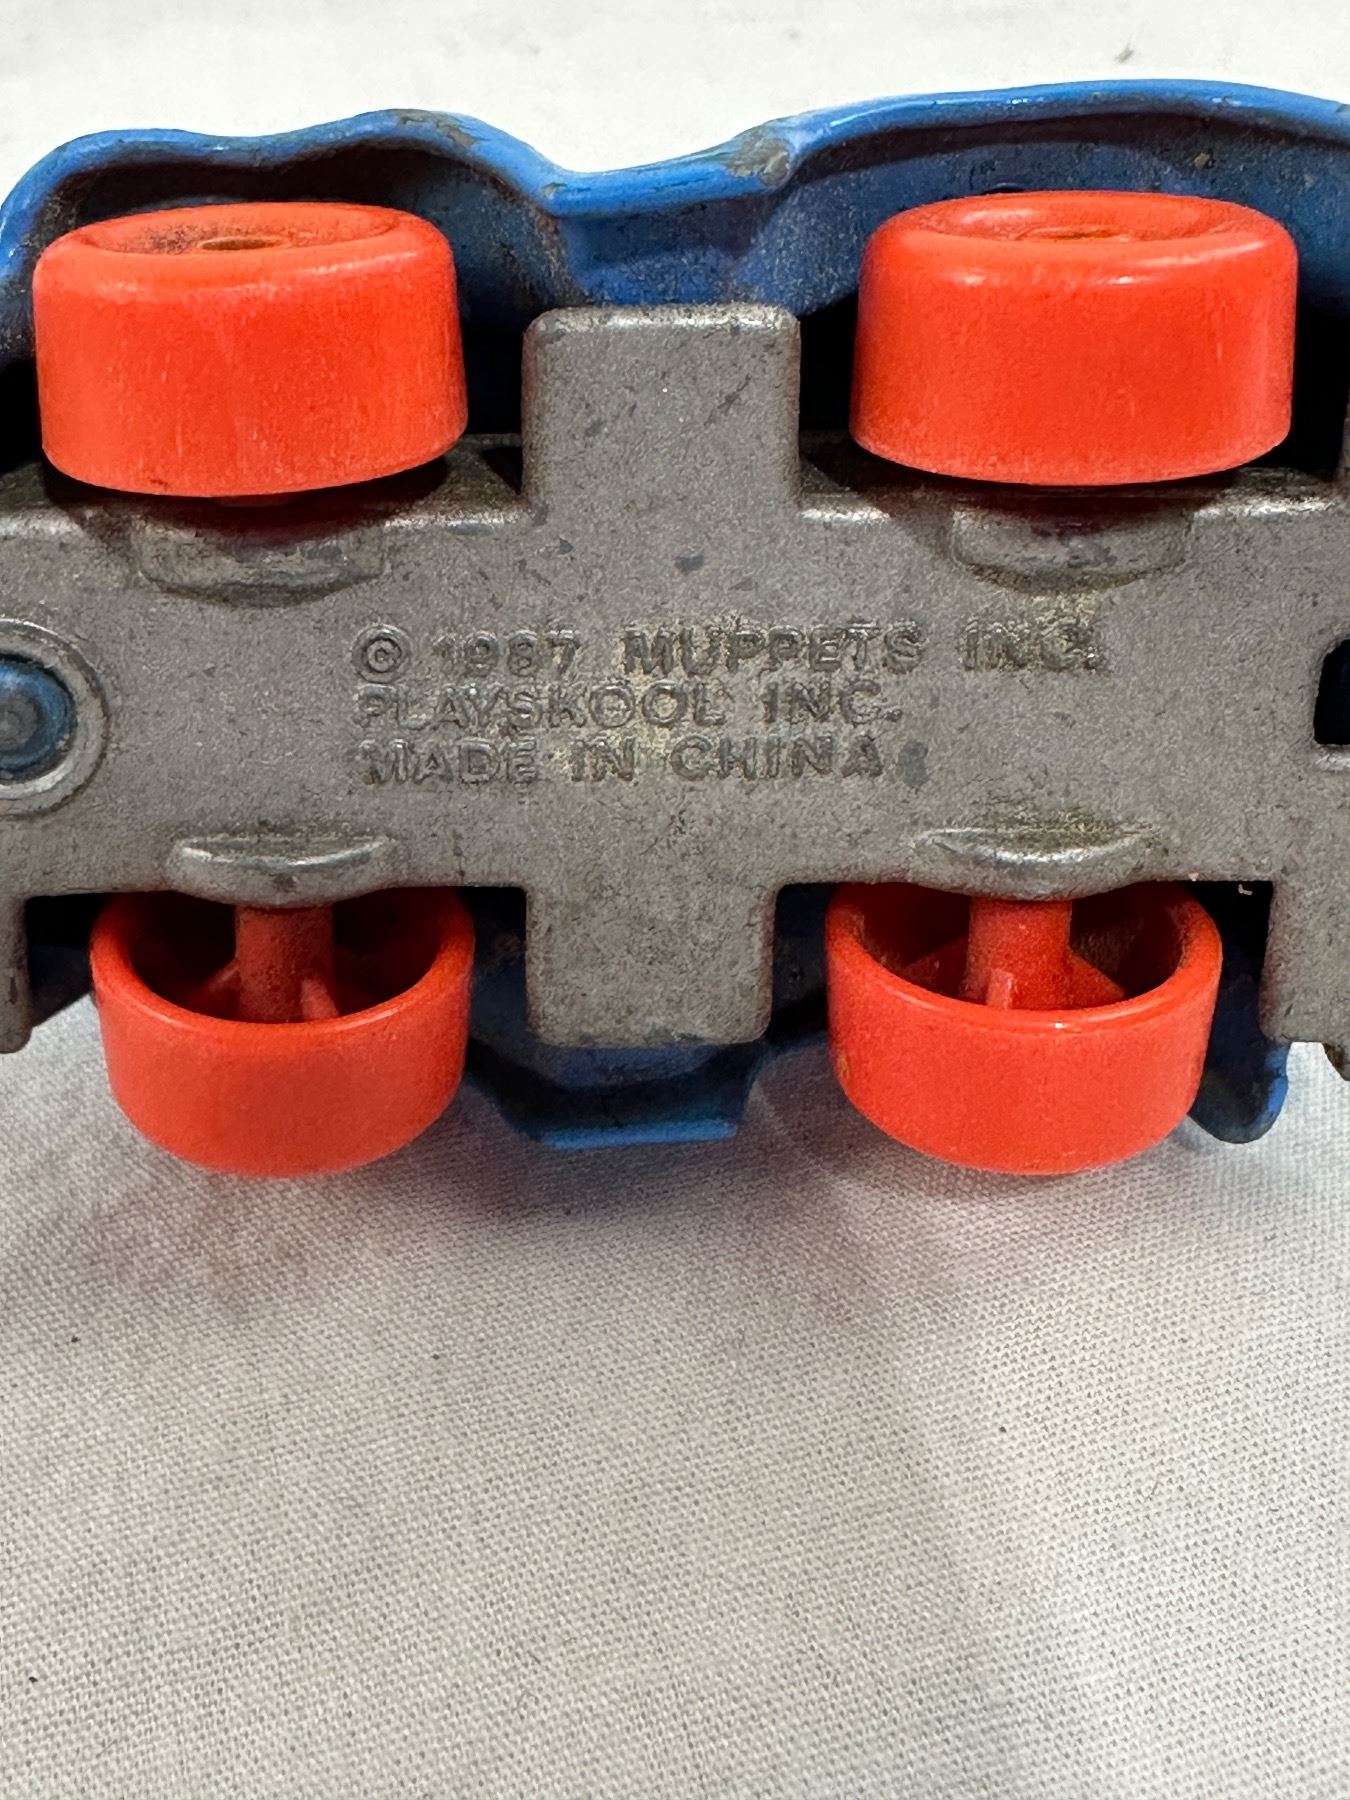 © 1987 MUPPETS INC.
PLAYSKOOL INC.
MADE IN CHINA